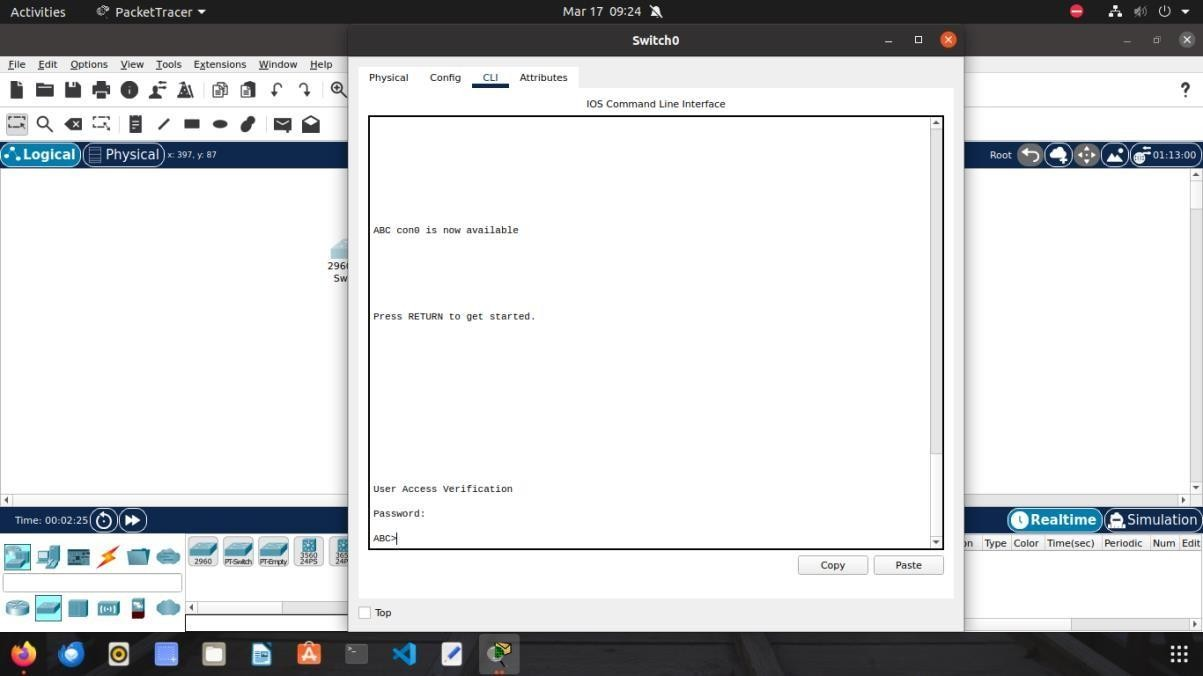 Activities PacketTracer Mar 17 09:24
Switch0
File Edit Options View Tools Extensions Window Help
Physical Config CLI Attributes
?
IOS Command Line Interface
Logical Physical x: 397, y: 87
Root 01:13:00
ABC con0 is now available
Press RETURN to get started.
User Access Verification
Password:
ABC>
Time: 00:02:25
Realtime Simulation
Type Color Time(sec) Periodic Num Edit
2960 PT-Switch PT-Empty 3560 24PS
Copy Paste
Top